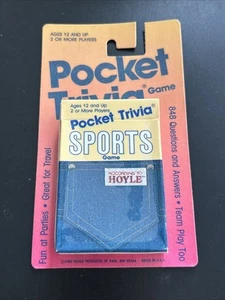 AGES 12 AND UP
2 OR MORE PLAYERS
Pocket
Trivia®
Game
Ages 12 and Up
2 or More Players
Pocket Trivia®
SPORTS
Game
ACCORDING TO
HOYLE®
Fun at Parties • Great for Travel
848 Questions and Answers • Team Play Too